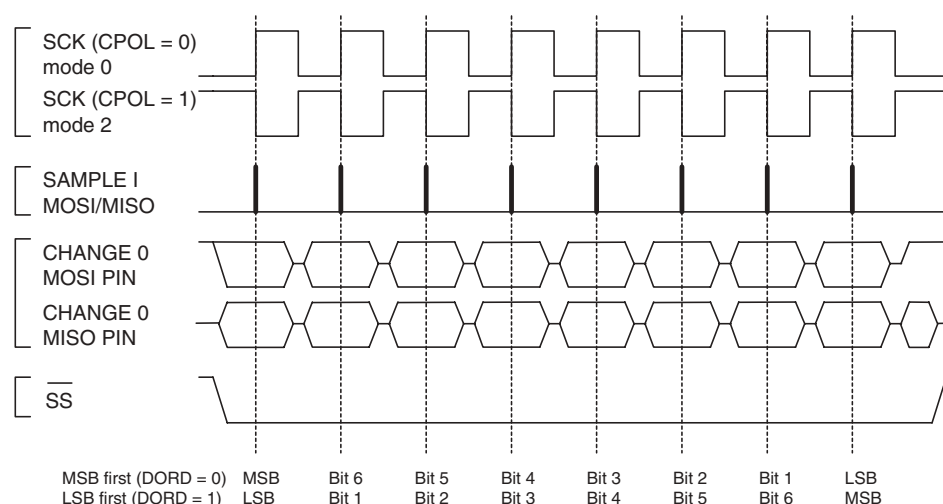 SCK (CPOL = 0)
mode 0
SCK (CPOL = 1)
mode 2
SAMPLE I
MOSI/MISO
CHANGE 0
MOSI PIN
CHANGE 0
MISO PIN
SS
MSB first (DORD = 0) MSB Bit 6 Bit 5 Bit 4 Bit 3 Bit 2 Bit 1 LSB
LSB first (DORD = 1) LSB Bit 1 Bit 2 Bit 3 Bit 4 Bit 5 Bit 6 MSB